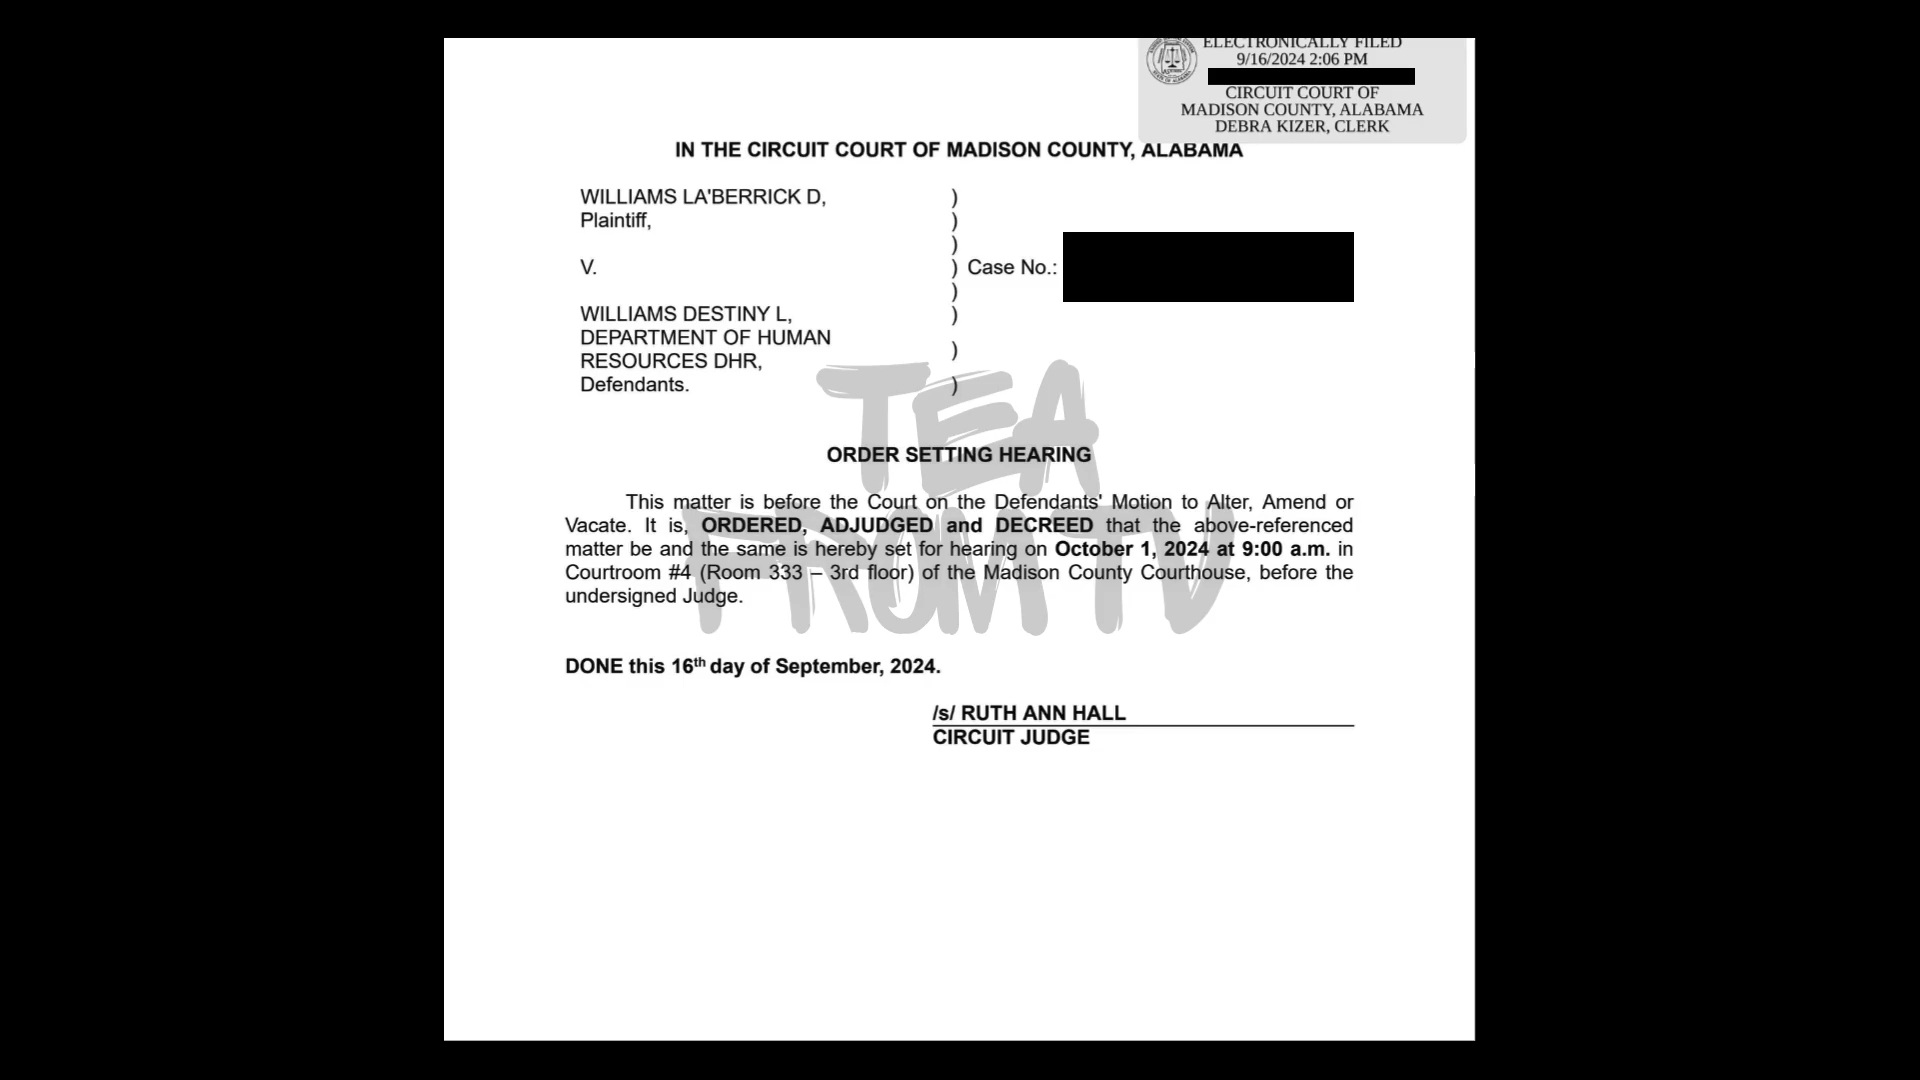 ELECTRONICALLY FILED
9/16/2024 2:06 PM
CIRCUIT COURT OF
MADISON COUNTY, ALABAMA
DEBRA KIZER, CLERK
IN THE CIRCUIT COURT OF MADISON COUNTY, ALABAMA
WILLIAMS LA'BERRICK D, )
Plaintiff, )
)
V. ) Case No.:
)
WILLIAMS DESTINY L, )
DEPARTMENT OF HUMAN
RESOURCES DHR, )
Defendants. )
TEA
FROM TV
ORDER SETTING HEARING
This matter is before the Court on the Defendants' Motion to Alter, Amend or
Vacate. It is, ORDERED, ADJUDGED and DECREED that the above-referenced
matter be and the same is hereby set for hearing on October 1, 2024 at 9:00 a.m. in
Courtroom #4 (Room 333 – 3rd floor) of the Madison County Courthouse, before the
undersigned Judge.
DONE this 16th day of September, 2024.
/s/ RUTH ANN HALL
CIRCUIT JUDGE